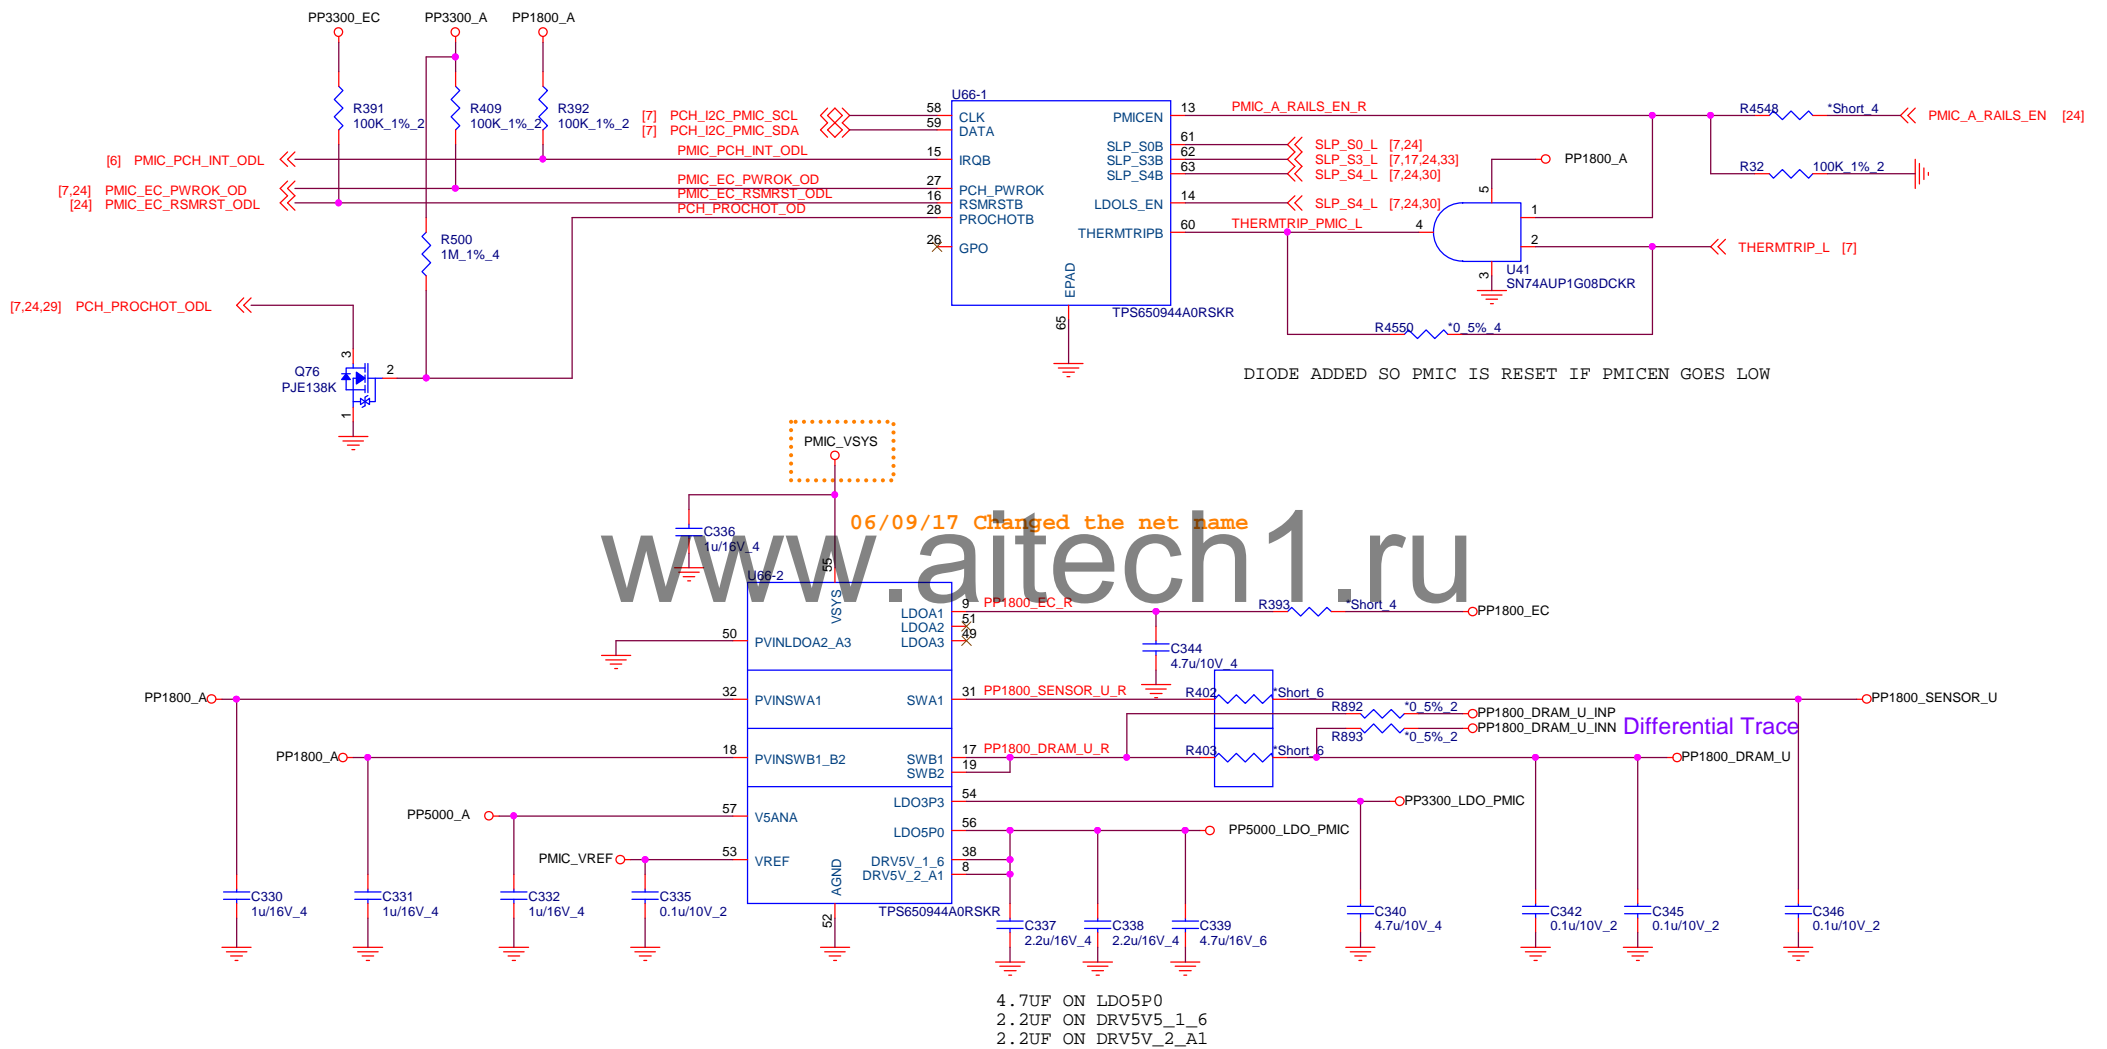 PP3300_EC
PP3300_A
PP1800_A
R391
100K_1%_2
R409
100K_1%_2
R392
100K_1%_2
[7] PCH_I2C_PMIC_SCL
[7] PCH_I2C_PMIC_SDA
[6] PMIC_PCH_INT_ODL
PMIC_PCH_INT_ODL
[7,24] PMIC_EC_PWROK_OD
PMIC_EC_PWROK_OD
[24] PMIC_EC_RSMRST_ODL
PMIC_EC_RSMRST_ODL
PCH_PROCHOT_OD
R500
1M_1%_4
[7,24,29] PCH_PROCHOT_ODL
Q76
PJE138K
3
2
1
U66-1
58 CLK
59 DATA
15 IRQB
27 PCH_PWROK
16 RSMRSTB
28 PROCHOTB
26 GPO
EPAD
65
PMICEN 13
SLP_S0B 61
SLP_S3B 62
SLP_S4B 63
LDOLS_EN 14
THERMTRIPB 60
TPS650944A0RSKR
PMIC_A_RAILS_EN_R
SLP_S0_L [7,24]
SLP_S3_L [7,17,24,33]
SLP_S4_L [7,24,30]
SLP_S4_L [7,24,30]
THERMTRIP_PMIC_L
R4548 *Short_4
PMIC_A_RAILS_EN [24]
R32 100K_1%_2
PP1800_A
5
1
4
2
3
U41
SN74AUP1G08DCKR
THERMTRIP_L [7]
R4550 *0_5%_4
DIODE ADDED SO PMIC IS RESET IF PMICEN GOES LOW
PMIC_VSYS
06/09/17 Changed the net name
www.aitech1.ru
C336
1u/16V_4
55
U66-2
VSYS
50 PVINLDOA2_A3
PP1800_A
32 PVINSWA1
PP1800_A
18 PVINSWB1_B2
PP5000_A
57 V5ANA
PMIC_VREF
53 VREF
AGND
52
LDOA1 9
LDOA2 51
LDOA3 49
SWA1 31
SWB1 17
SWB2 19
LDO3P3 54
LDO5P0 56
DRV5V_1_6 38
DRV5V_2_A1 8
TPS650944A0RSKR
PP1800_EC_R
R393 *Short_4
PP1800_EC
C344
4.7u/10V_4
PP1800_SENSOR_U_R
R402 *Short_6
PP1800_SENSOR_U
R892 *0_5%_2
PP1800_DRAM_U_INP
R893 *0_5%_2
PP1800_DRAM_U_INN
Differential Trace
PP1800_DRAM_U_R
R403 *Short_6
PP1800_DRAM_U
PP3300_LDO_PMIC
PP5000_LDO_PMIC
C330
1u/16V_4
C331
1u/16V_4
C332
1u/16V_4
C335
0.1u/10V_2
C337
2.2u/16V_4
C338
2.2u/16V_4
C339
4.7u/16V_6
C340
4.7u/10V_4
C342
0.1u/10V_2
C345
0.1u/10V_2
C346
0.1u/10V_2
4.7UF ON LDO5P0
2.2UF ON DRV5V5_1_6
2.2UF ON DRV5V_2_A1